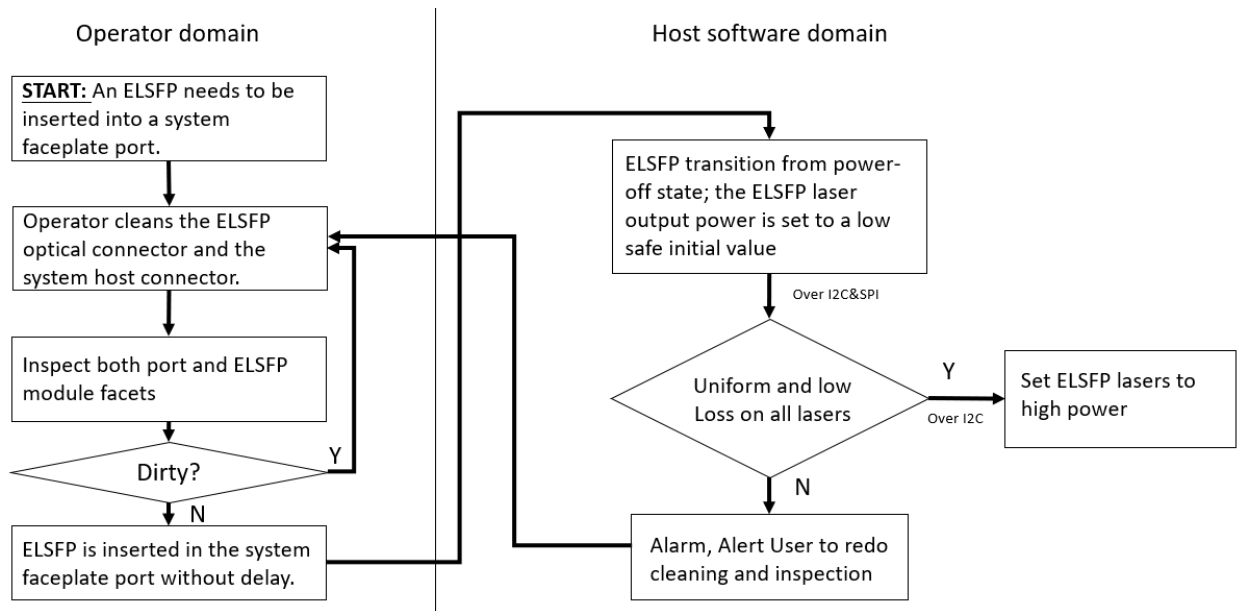 Operator domain
Host software domain
START: An ELSFP needs to be
inserted into a system
faceplate port.
Operator cleans the ELSFP
optical connector and the
system host connector.
Inspect both port and ELSFP
module facets
Dirty?
Y
N
ELSFP is inserted in the system
faceplate port without delay.
ELSFP transition from power-
off state; the ELSFP laser
output power is set to a low
safe initial value
Over I2C&SPI
Uniform and low
Loss on all lasers
Y
Over I2C
Set ELSFP lasers to
high power
N
Alarm, Alert User to redo
cleaning and inspection